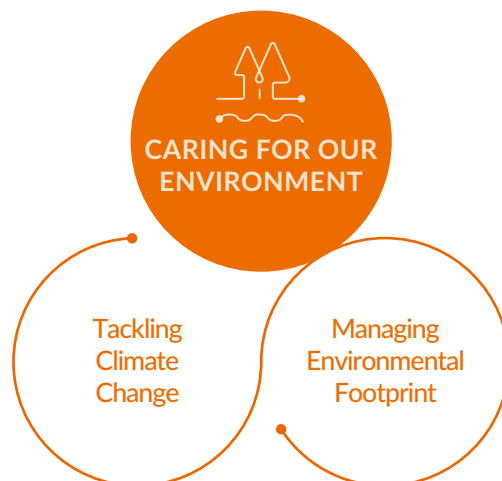 CARING FOR OUR
ENVIRONMENT
Tackling
Climate
Change
Managing
Environmental
Footprint